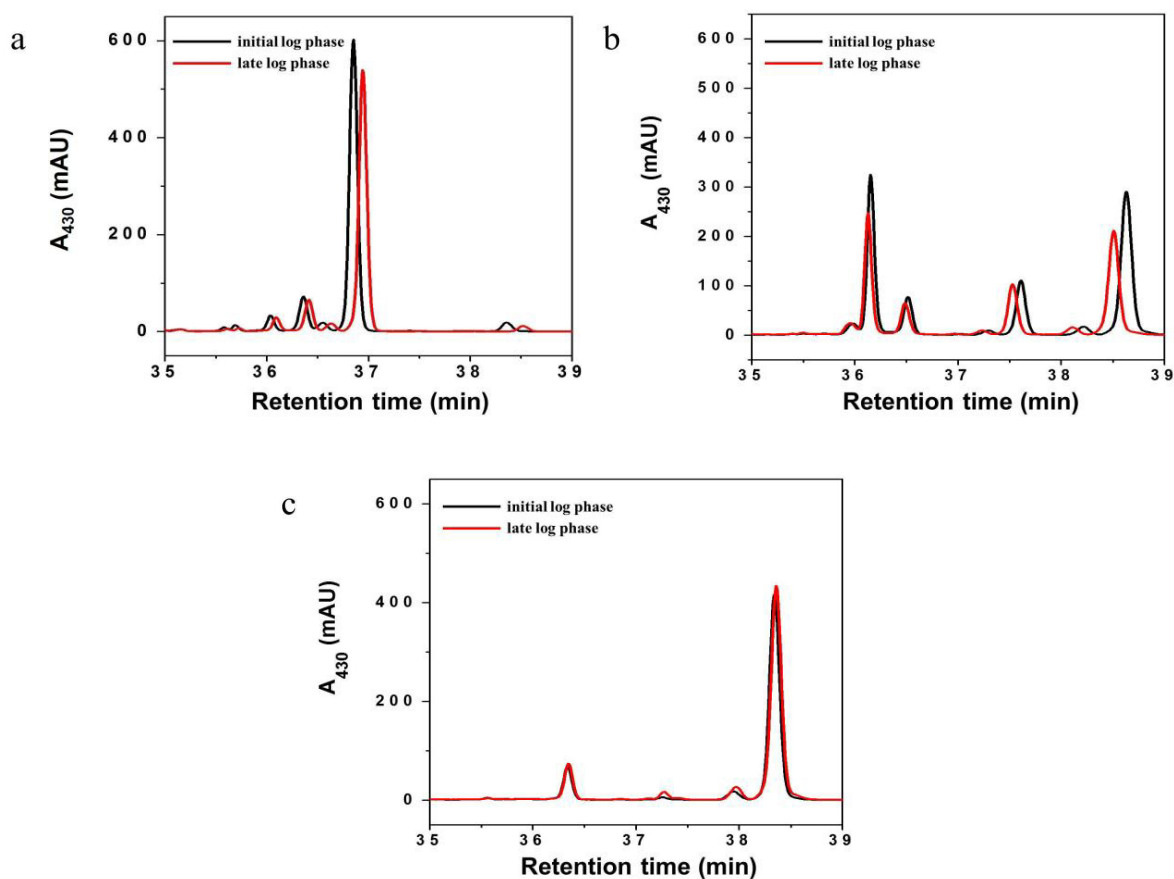 a
initial log phase
late log phase
600
400
200
0
A430 (mAU)
35 36 37 38 39
Retention time (min)
b
initial log phase
late log phase
600
500
400
300
200
100
0
A430 (mAU)
35 36 37 38 39
Retention time (min)
c
initial log phase
late log phase
600
400
200
0
A430 (mAU)
35 36 37 38 39
Retention time (min)